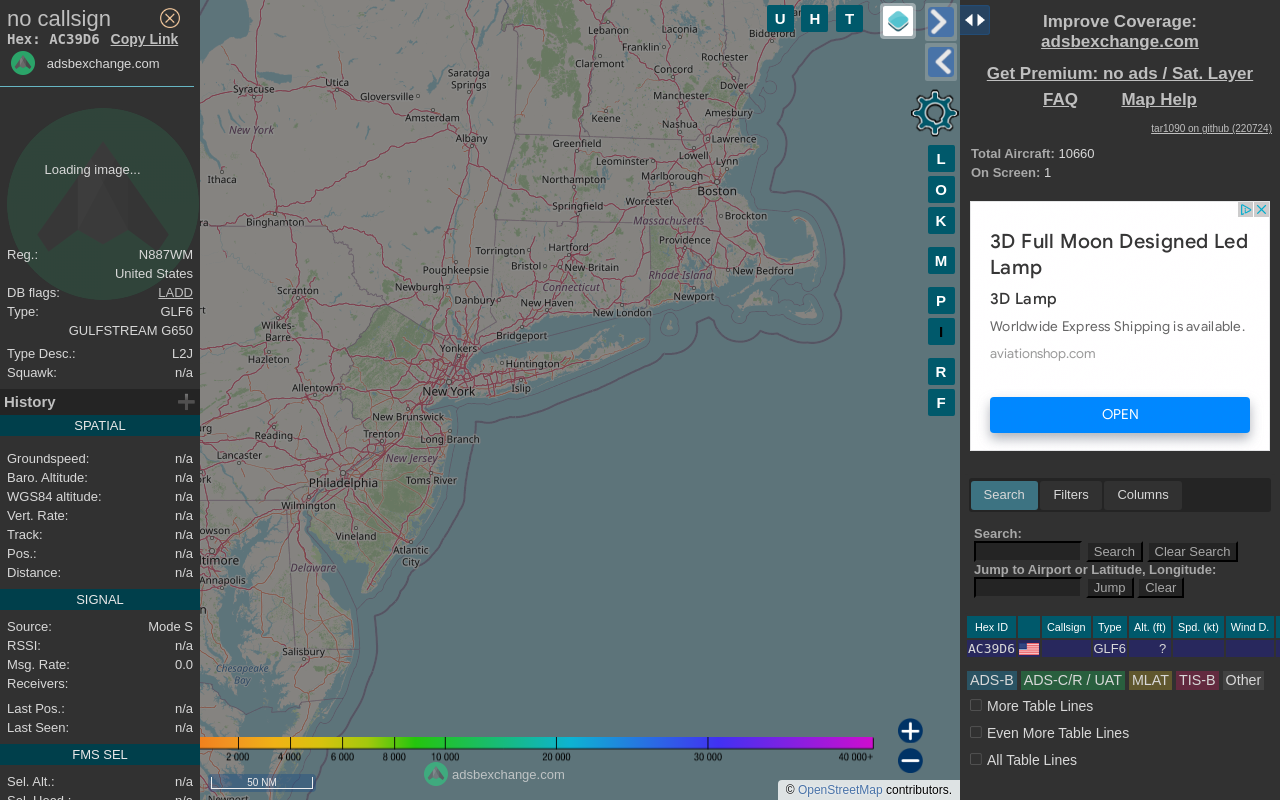 no callsign
Hex: AC39D6 Copy Link
adsbexchange.com
Loading image...
Reg.: N887WM
United States
DB flags: LADD
Type: GLF6
GULFSTREAM G650
Type Desc.: L2J
Squawk: n/a
History
SPATIAL
Groundspeed: n/a
Baro. Altitude: n/a
WGS84 altitude: n/a
Vert. Rate: n/a
Track: n/a
Pos.: n/a
Distance: n/a
SIGNAL
Source: Mode S
RSSI: n/a
Msg. Rate: 0.0
Receivers:
Last Pos.: n/a
Last Seen: n/a
FMS SEL
Sel. Alt.: n/a
Sel. Head.: n/a
U H T
Lebanon
Laconia
Biddeford
Franklin
Claremont
Rochester
Concord
Dover
Saratoga
Springs
Utica
Syracuse
Gloversville
Manchester
Amesbury
Amsterdam
Keene
Nashua
New York
Albany
Lawrence
Greenfield
Lowell
Leominster
Lynn
Ithaca
Northampton
Marlborough
Boston
Worcester
Springfield
Binghamton
Massachusetts
Brockton
Providence
Hartford
Torrington
Poughkeepsie
Bristol
New Britain
Rhode Island
New Bedford
Newburgh
Connecticut
Scranton
Danbury
New Haven
Newport
New London
Wilkes-
Barre
Bridgeport
Yonkers
Hazleton
Huntington
Allentown
New York
Islip
New Brunswick
Reading
Trenton
Long Branch
Lancaster
New Jersey
Philadelphia
Toms River
Wilmington
Vineland
Atlantic
City
Delaware
Annapolis
Salisbury
Chesapeake
Bay
Newport
L
O
K
M
P
I
R
F
2 000 4 000 6 000 8 000 10 000 20 000 30 000 40 000+
adsbexchange.com
50 NM
© OpenStreetMap contributors.
Improve Coverage:
adsbexchange.com
Get Premium: no ads / Sat. Layer
FAQ Map Help
tar1090 on github (220724)
Total Aircraft: 10660
On Screen: 1
3D Full Moon Designed Led
Lamp
3D Lamp
Worldwide Express Shipping is available.
aviationshop.com
OPEN
Search Filters Columns
Search:
Search Clear Search
Jump to Airport or Latitude, Longitude:
Jump Clear
Hex ID Callsign Type Alt. (ft) Spd. (kt) Wind D.
AC39D6 GLF6 ?
ADS-B ADS-C/R / UAT MLAT TIS-B Other
More Table Lines
Even More Table Lines
All Table Lines